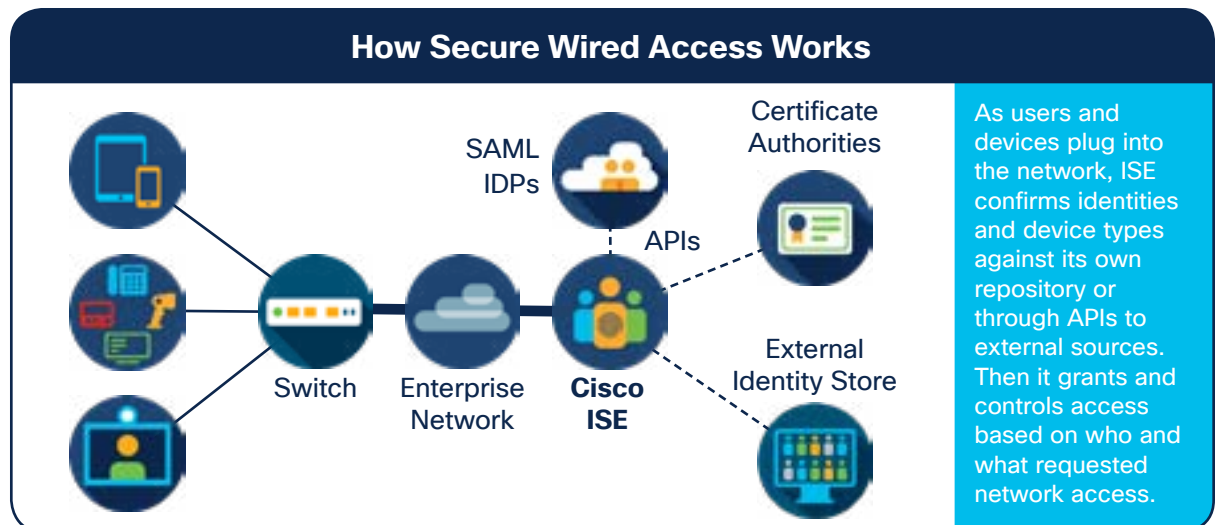 How Secure Wired Access Works
SAML
IDPs
Certificate
Authorities
APIs
Switch
Enterprise
Network
Cisco
ISE
External
Identity Store
As users and
devices plug into
the network, ISE
confirms identities
and device types
against its own
repository or
through APIs to
external sources.
Then it grants and
controls access
based on who and
what requested
network access.